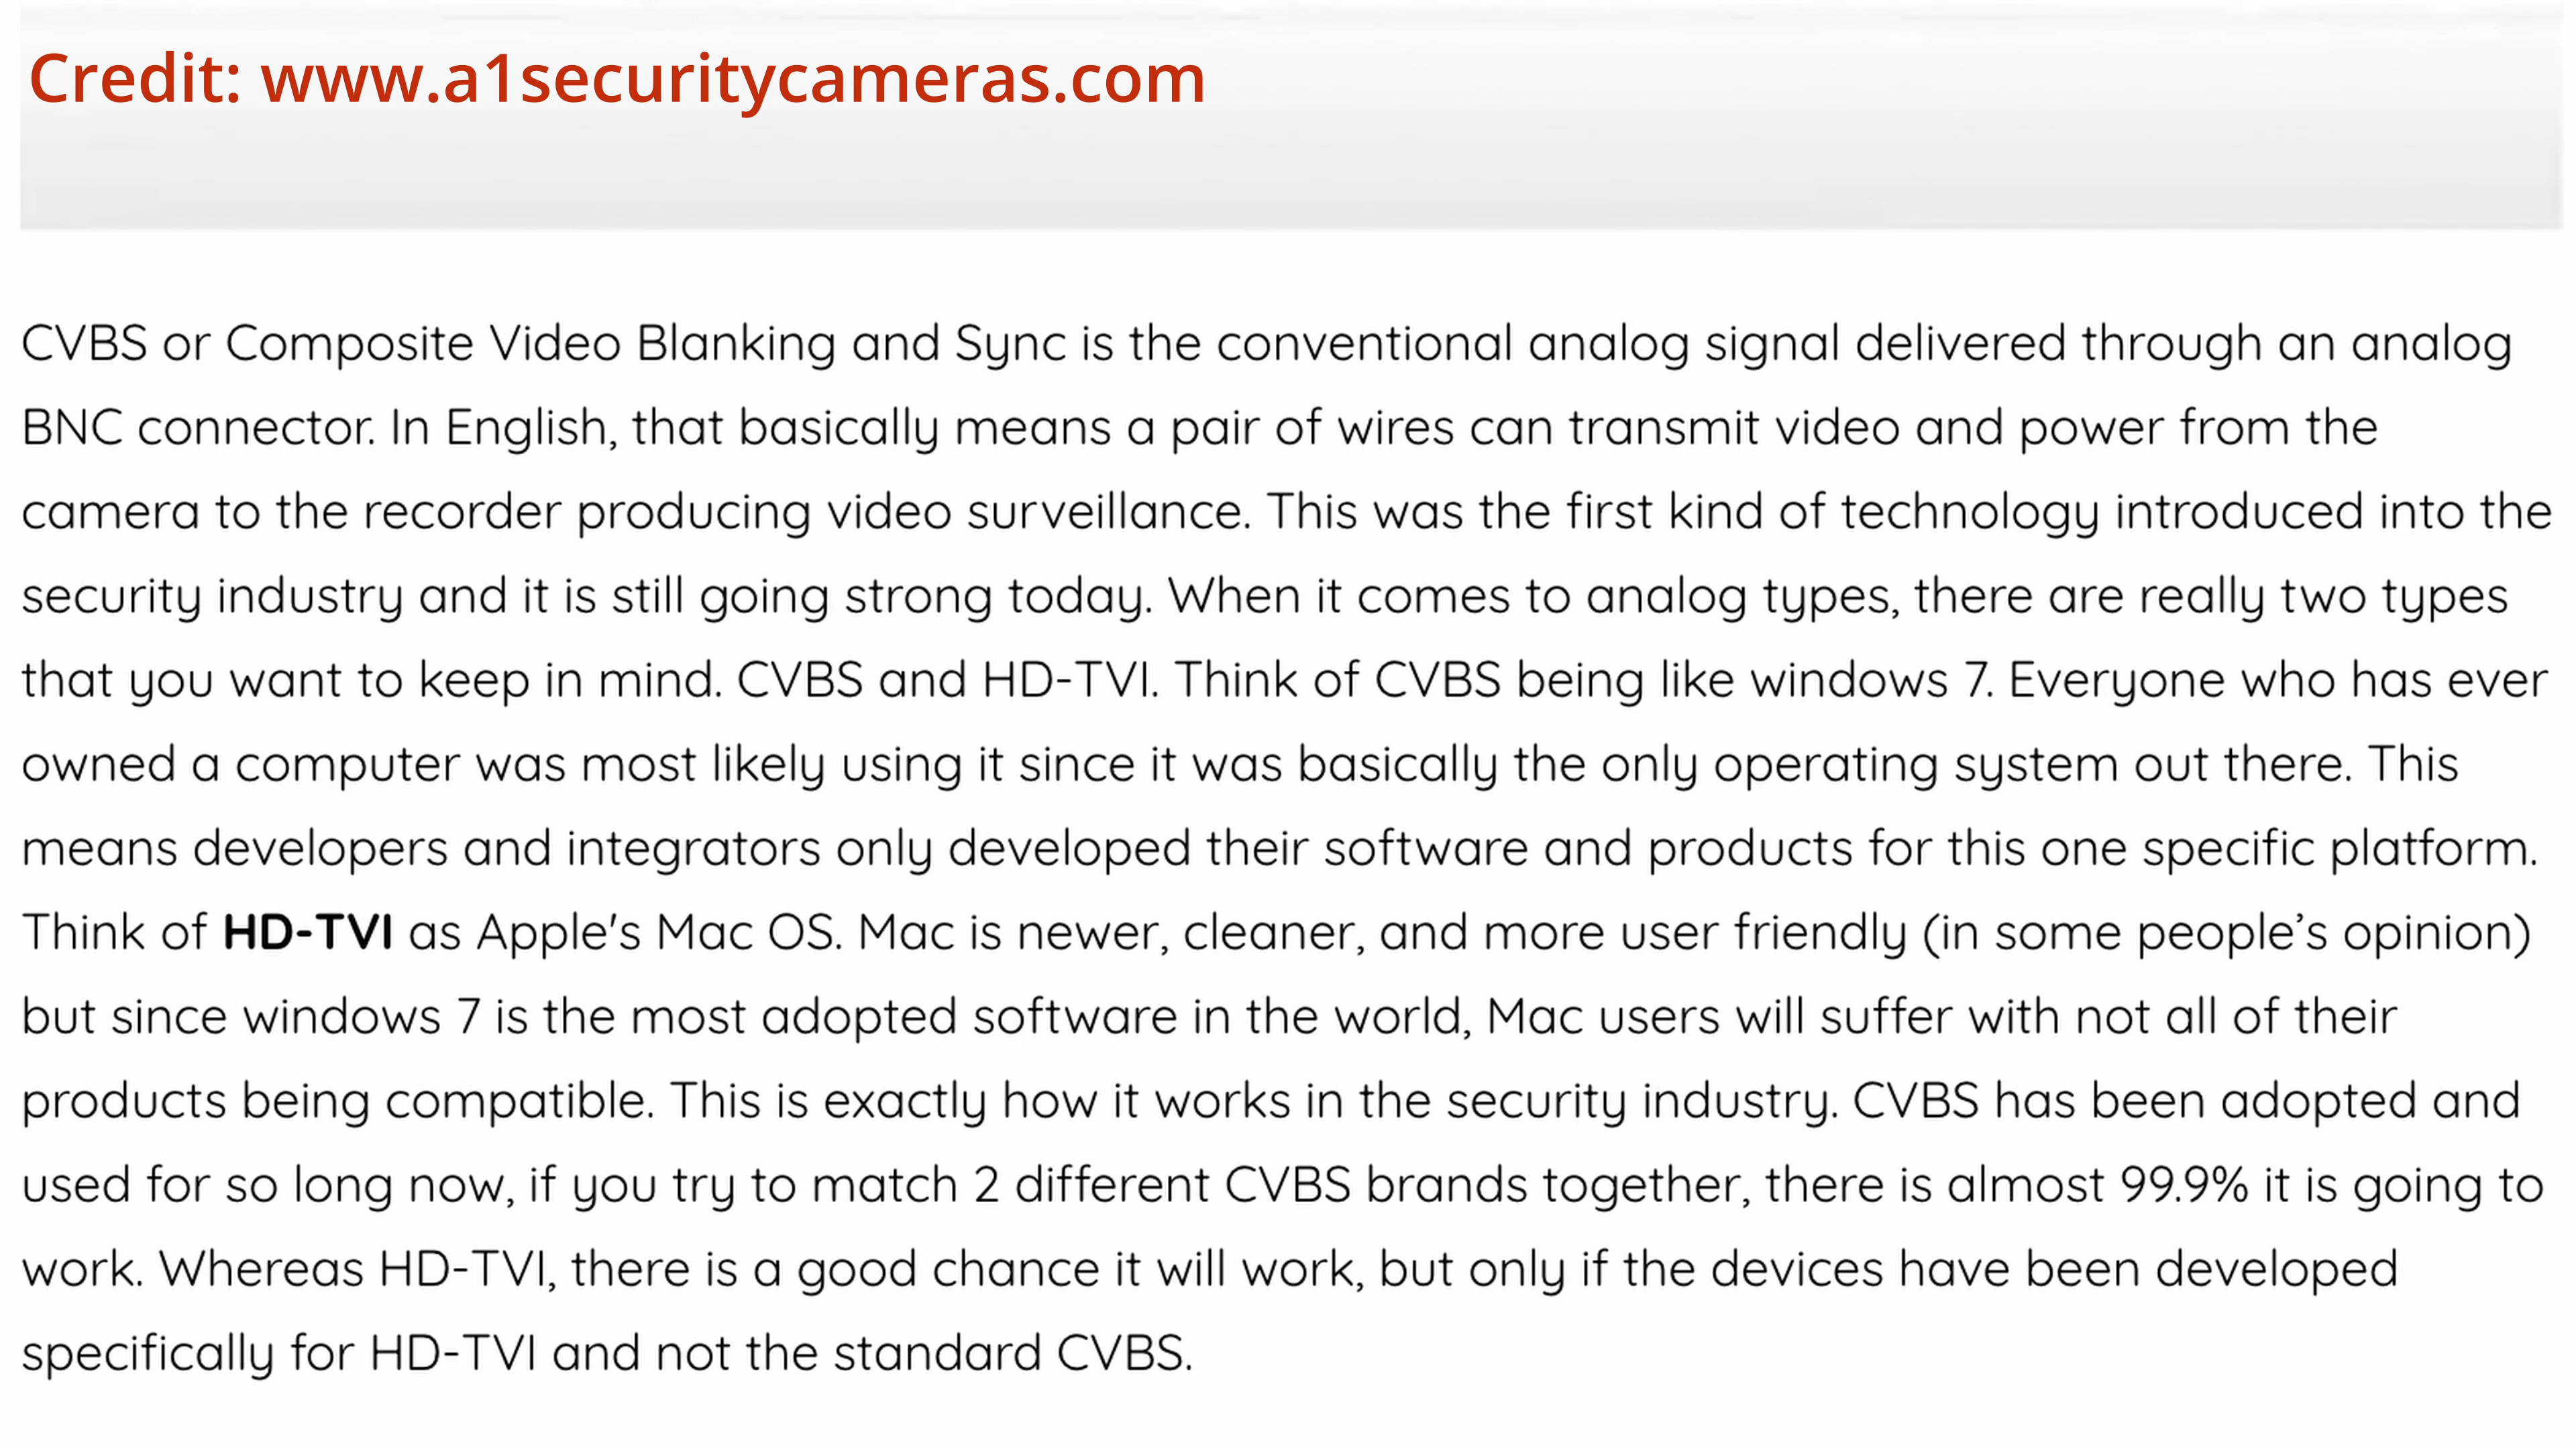 Credit: www.a1securitycameras.com
CVBS or Composite Video Blanking and Sync is the conventional analog signal delivered through an analog
BNC connector. In English, that basically means a pair of wires can transmit video and power from the
camera to the recorder producing video surveillance. This was the first kind of technology introduced into the
security industry and it is still going strong today. When it comes to analog types, there are really two types
that you want to keep in mind. CVBS and HD-TVI. Think of CVBS being like windows 7. Everyone who has ever
owned a computer was most likely using it since it was basically the only operating system out there. This
means developers and integrators only developed their software and products for this one specific platform.
Think of HD-TVI as Apple's Mac OS. Mac is newer, cleaner, and more user friendly (in some people’s opinion)
but since windows 7 is the most adopted software in the world, Mac users will suffer with not all of their
products being compatible. This is exactly how it works in the security industry. CVBS has been adopted and
used for so long now, if you try to match 2 different CVBS brands together, there is almost 99.9% it is going to
work. Whereas HD-TVI, there is a good chance it will work, but only if the devices have been developed
specifically for HD-TVI and not the standard CVBS.